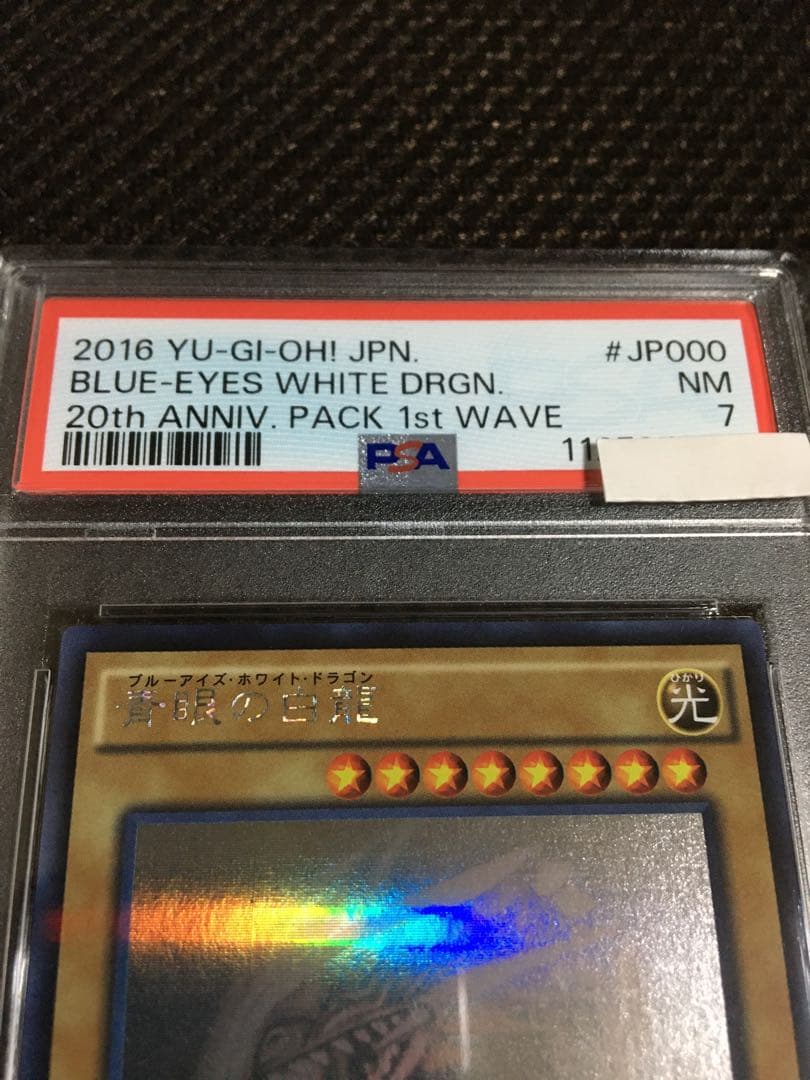 2016 YU-GI-OH! JPN. #JP000
BLUE-EYES WHITE DRGN. NM
20th ANNIV. PACK 1st WAVE 7
PSA
ブルーアイズ・ホワイト・ドラゴン
青眼の白龍
ひかり
光